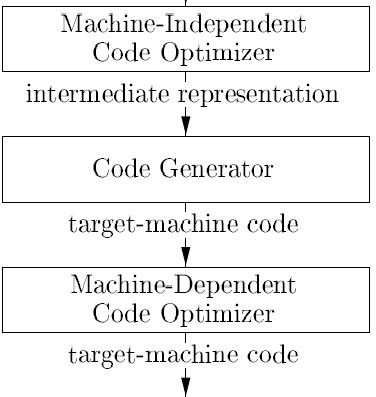 Machine-Independent
Code Optimizer
intermediate representation
Code Generator
target-machine code
Machine-Dependent
Code Optimizer
target-machine code